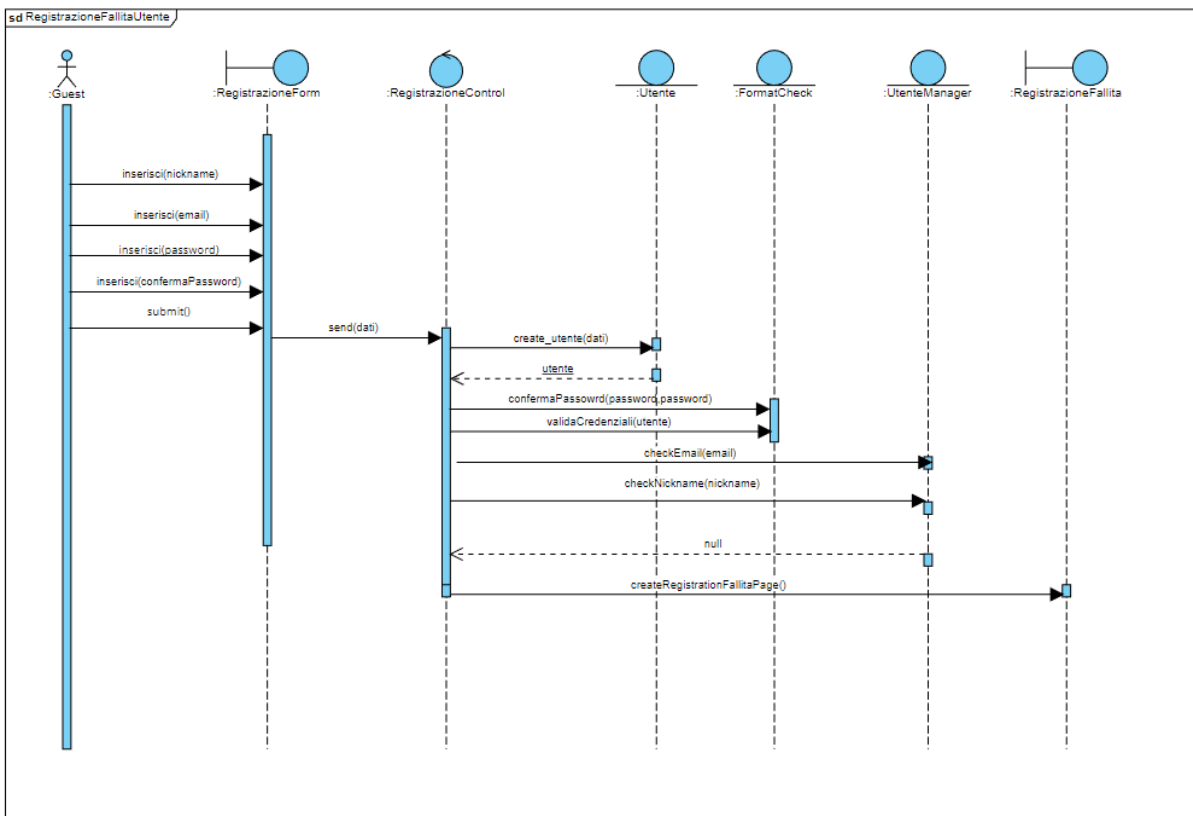 sd RegistrazioneFallitaUtente
:Guest
:RegistrazioneForm
:RegistrazioneControl
:Utente
:FormatCheck
:UtenteManager
:RegistrazioneFallita
inserisci(nickname)
inserisci(email)
inserisci(password)
inserisci(confermaPassword)
submit()
send(dati)
create_utente(dati)
utente
confermaPassowrd(password,password)
validaCredenziali(utente)
checkEmail(email)
checkNickname(nickname)
null
createRegistrationFallitaPage()